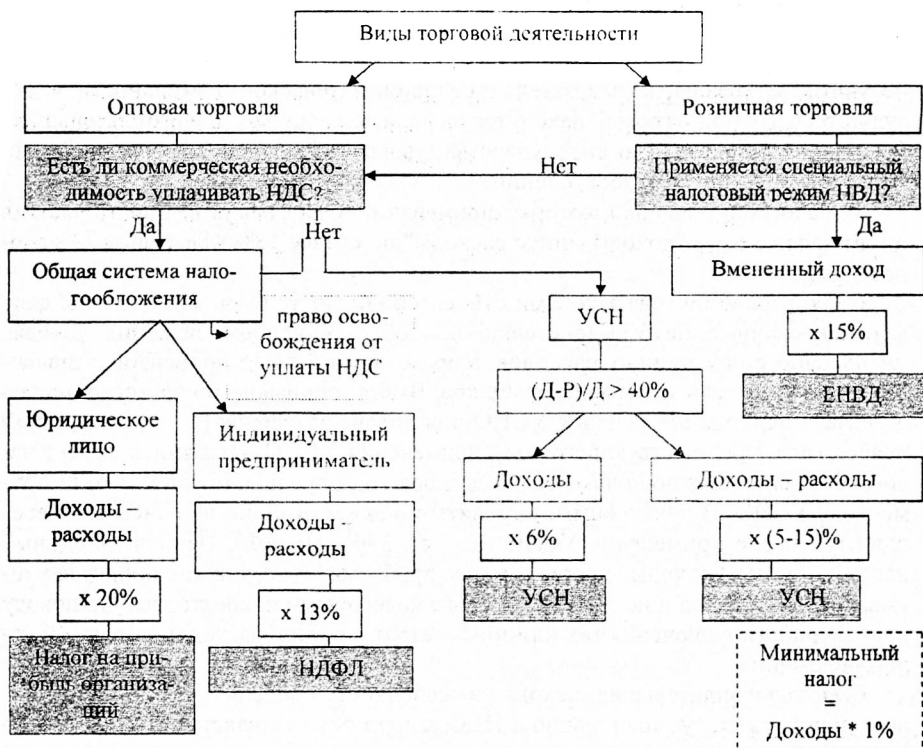 Виды торговой деятельности
Оптовая торговля
Розничная торговля
Есть ли коммерческая необхо-
димость уплачивать НДС?
Нет
Применяется специальный
налоговый режим НВД?
Да
Нет
Да
Общая система нало-
гообложения
Вмененный доход
УСН
право осво-
бождения от
уплаты НДС
х 15%
(Д-Р)/Д > 40%
ЕНВД
Юридическое
лицо
Индивидуальный
предприниматель
Доходы
Доходы – расходы
Доходы –
расходы
Доходы –
расходы
х 6%
х (5-15)%
х 20%
х 13%
УСН
УСН
Налог на при-
быль организа-
ций
НДФЛ
Минимальный
налог
=
Доходы * 1%